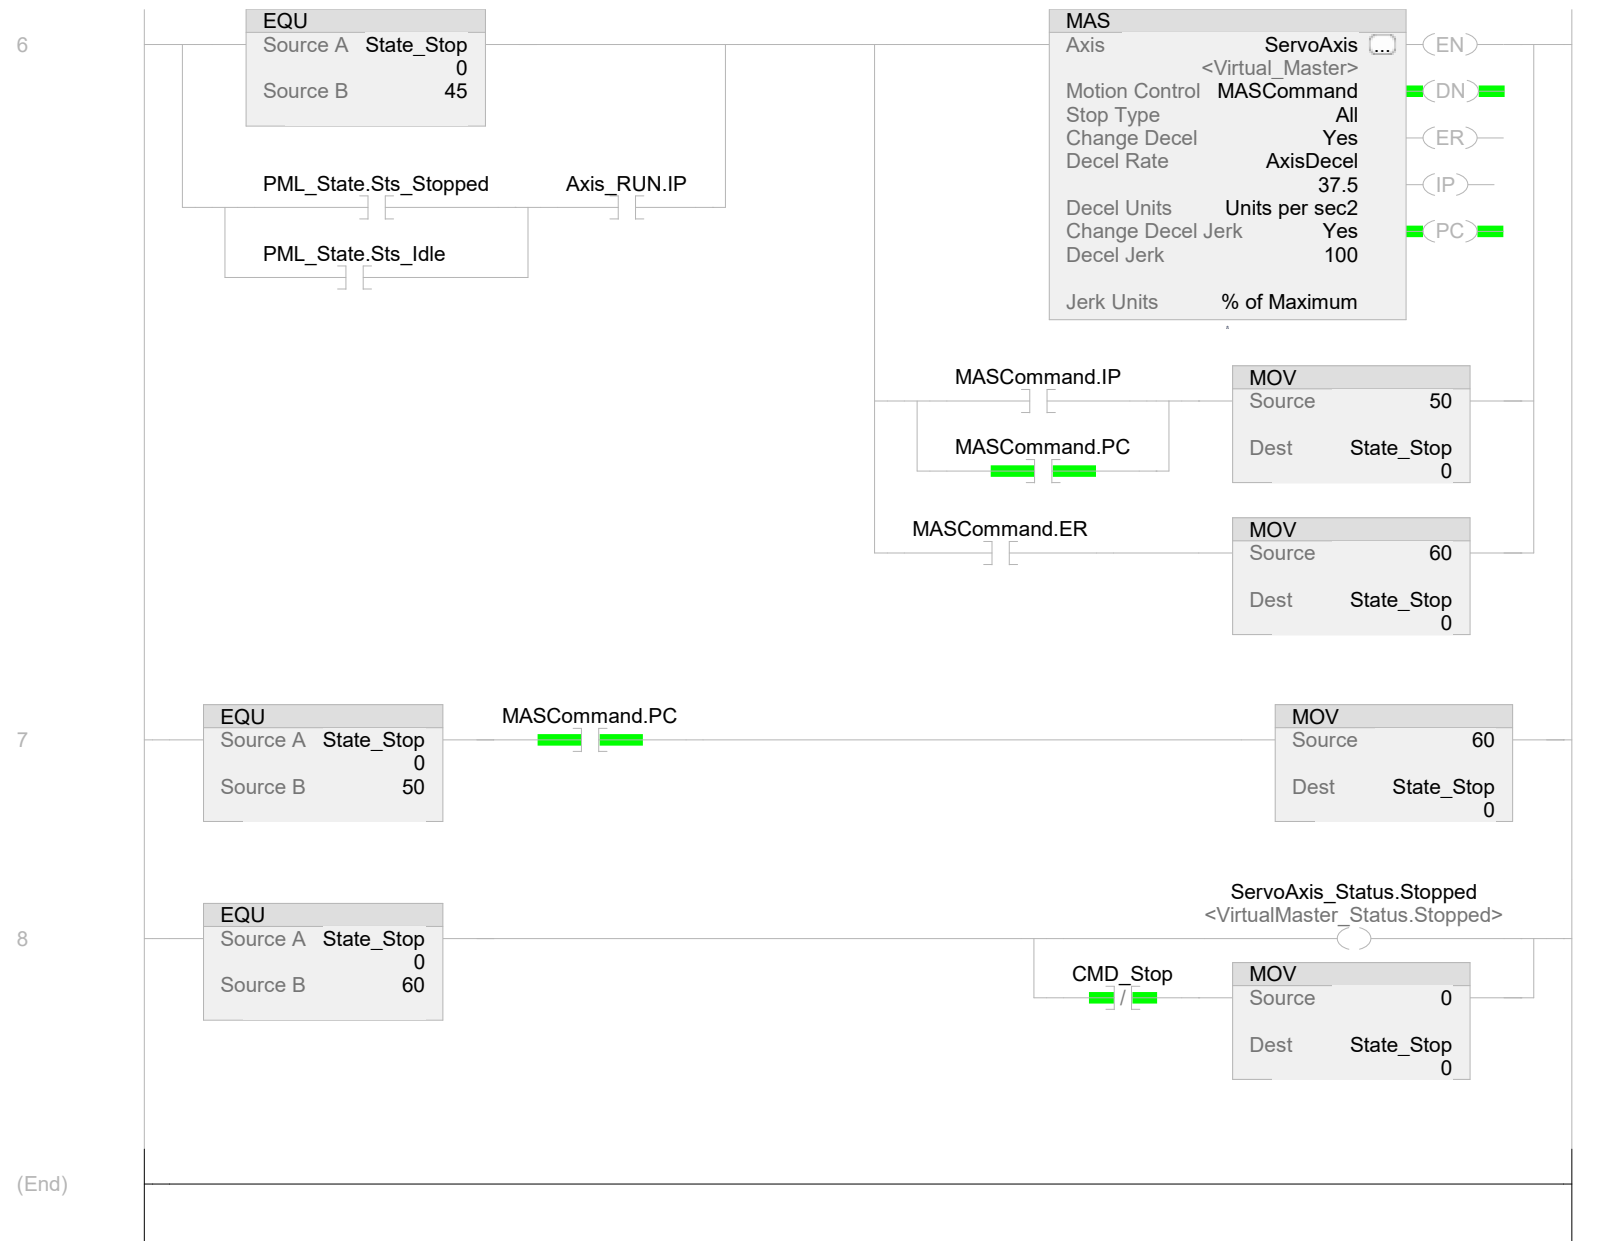 6
EQU
Source A State_Stop
0
Source B 45
PML_State.Sts_Stopped
Axis_RUN.IP
PML_State.Sts_Idle
MAS
Axis ServoAxis ...
<Virtual_Master>
Motion Control MASCommand
Stop Type All
Change Decel Yes
Decel Rate AxisDecel
37.5
Decel Units Units per sec2
Change Decel Jerk Yes
Decel Jerk 100
Jerk Units % of Maximum
EN
DN
ER
IP
PC
MASCommand.IP
MASCommand.PC
MOV
Source 50
Dest State_Stop
0
MASCommand.ER
MOV
Source 60
Dest State_Stop
0
7
EQU
Source A State_Stop
0
Source B 50
MASCommand.PC
MOV
Source 60
Dest State_Stop
0
8
EQU
Source A State_Stop
0
Source B 60
ServoAxis_Status.Stopped
<VirtualMaster_Status.Stopped>
CMD_Stop
/
MOV
Source 0
Dest State_Stop
0
(End)